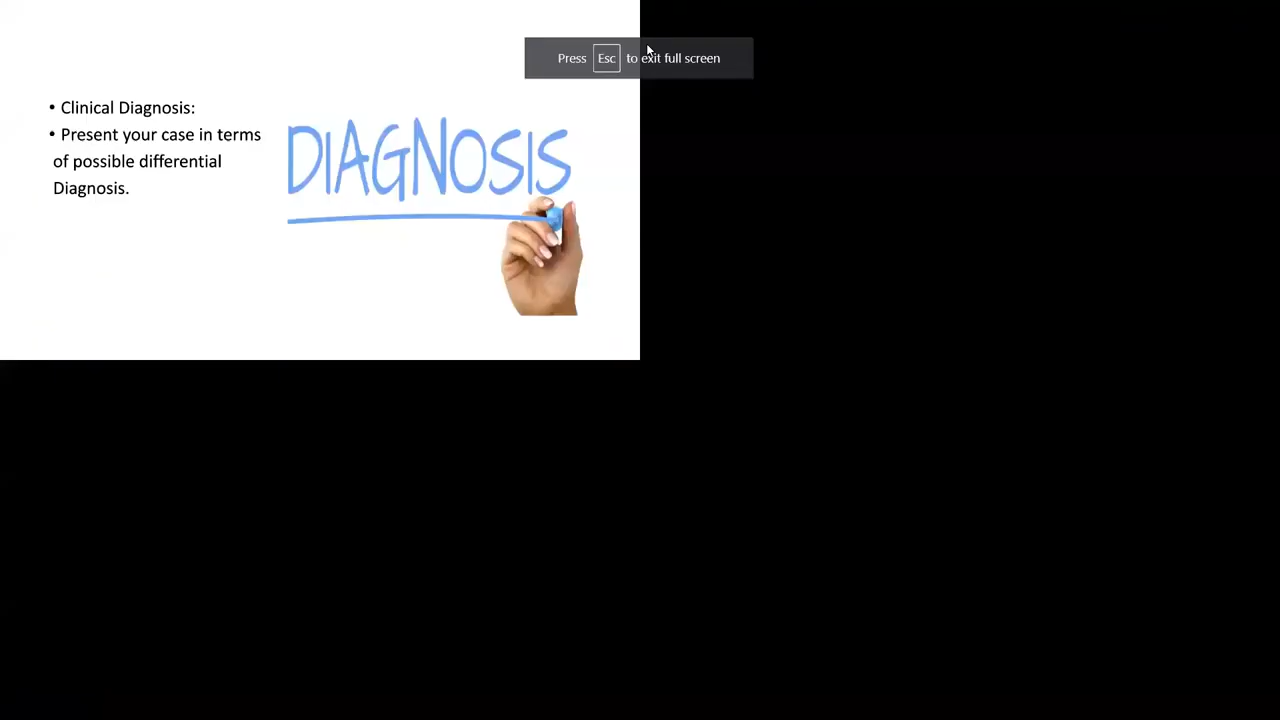 Press Esc to exit full screen
• Clinical Diagnosis:
• Present your case in terms
of possible differential
Diagnosis.
DIAGNOSIS